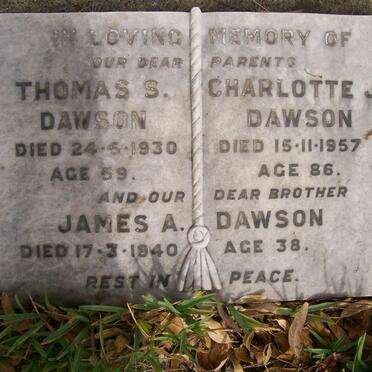 IN LOVING MEMORY OF
OUR DEAR PARENTS
THOMAS S. DAWSON
DIED 24-5-1930
AGE 59.
CHARLOTTE J
DAWSON
DIED 15-11-1957
AGE 86.
AND OUR DEAR BROTHER
JAMES A. DAWSON
DIED 17-3-1940 AGE 38.
REST IN PEACE.